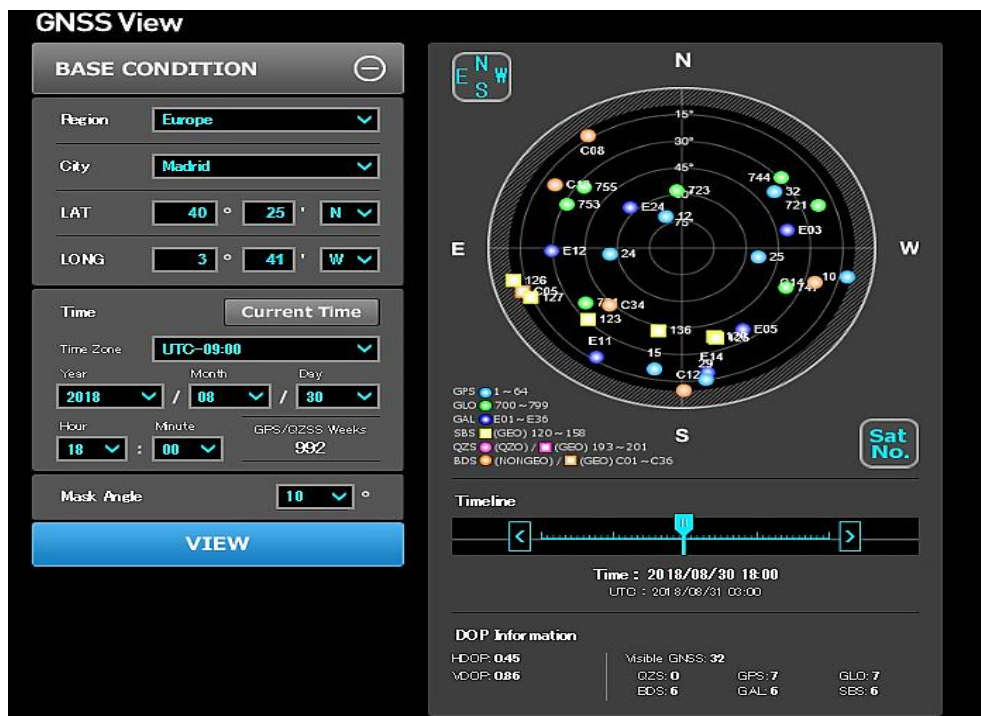 GNSS View
BASE CONDITION
Region Europe
City Madrid
LAT 40 ° 25 ' N
LONG 3 ° 41 ' W
Time Current Time
Time Zone UTC-09:00
Year Month Day
2018 / 08 / 30
Hour Minute GPS/QZSS Weeks
18 : 00 992
Mask Angle 10 °
VIEW
N
E W
S
N
15°
30°
45°
75°
E
W
S
C08
755
753
723
744
32
721
E24
12
E03
E12
24
25
10
126
C05
127
C34
123
136
E05
E11
15
E14
29
C12
GPS 1~64
GLO 700~799
GAL E01~E36
SBS (GEO) 120~158
QZS (QZO) / (GEO) 193~201
BDS (NONGEO) / (GEO) C01~C36
Sat
No.
Timeline
< >
Time : 2018/08/30 18:00
UTC : 2018/08/31 03:00
DOP Information
HDOP: 0.45 Visible GNSS: 32
VDOP: 0.86 QZS: 0 GPS: 7 GLO: 7
BDS: 6 GAL: 6 SBS: 6